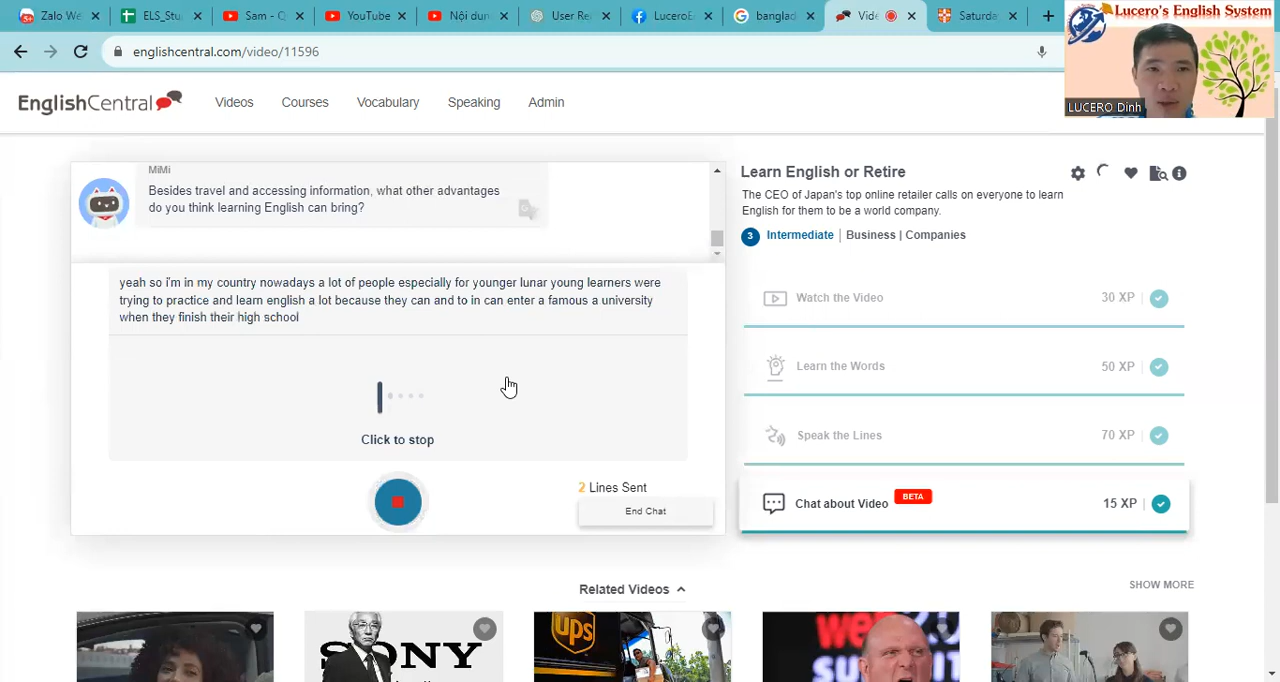 Zalo We
ELS_Stu
Sam - Q
YouTube
Nội dun
User Re
LuceroE
banglad
Vid
Saturda
Lucero's English System
englishcentral.com/video/11596
LUCERO Dinh
EnglishCentral
Videos
Courses
Vocabulary
Speaking
Admin
MiMi
Besides travel and accessing information, what other advantages
do you think learning English can bring?
yeah so i'm in my country nowadays a lot of people especially for younger lunar young learners were
trying to practice and learn english a lot because they can and to in can enter a famous a university
when they finish their high school
Click to stop
2 Lines Sent
End Chat
Learn English or Retire
The CEO of Japan's top online retailer calls on everyone to learn
English for them to be a world company.
3 Intermediate | Business | Companies
Watch the Video 30 XP
Learn the Words 50 XP
Speak the Lines 70 XP
Chat about Video BETA 15 XP
Related Videos
SHOW MORE
SONY
ups